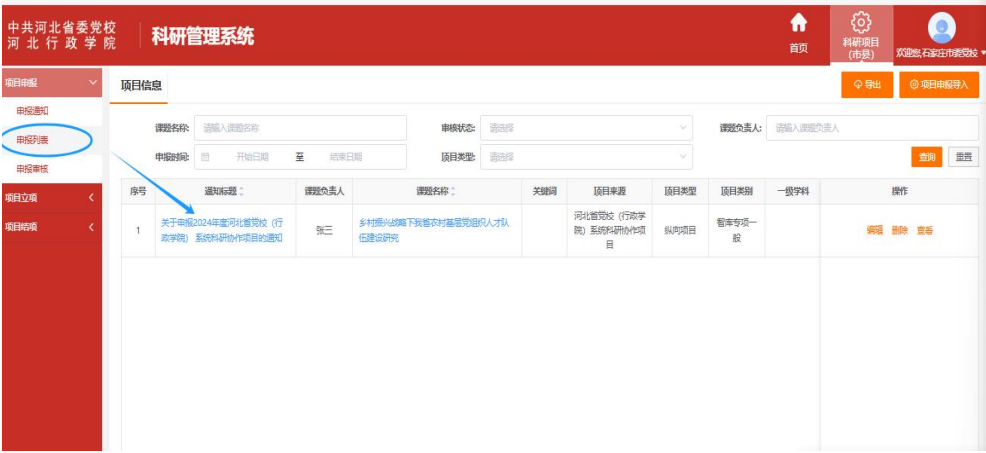 中共河北省委党校
河北行政学院
科研管理系统
首页
科研项目
(市县)
欢迎您,石家庄市委党校
项目申报
申报通知
申报列表
申报审核
项目立项
项目结项
项目信息
导出
项目申报导入
课题名称: 请输入课题名称
审核状态: 请选择
课题负责人: 请输入课题负责人
申报时间: 开始日期 至 结束日期
项目类型: 请选择
查询 重置
序号 通知标题 课题负责人 课题名称 关键词 项目来源 项目类型 项目类别 一级学科 操作
1
关于申报2024年度河北省党校(行
政学院)系统科研协作项目的通知
张三
乡村振兴战略下我省农村基层党组织人才队
伍建设研究
河北省党校(行政学
院)系统科研协作项
目
纵向项目
智库专项一
般
编辑 删除 查看